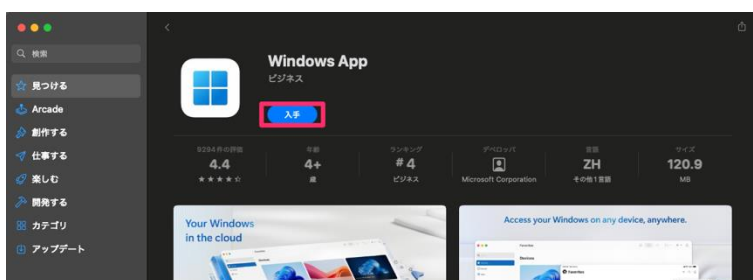 検索
見つける
Arcade
創作する
仕事する
楽しむ
開発する
カテゴリ
アップデート
Windows App
ビジネス
入手
9294件の評価
4.4
★★★★☆
年齢
4+
歳
ランキング
#4
ビジネス
デベロッパ
Microsoft Corporation
言語
ZH
その他1言語
サイズ
120.9
MB
Your Windows
in the cloud
Access your Windows on any device, anywhere.
Favorites
Devices